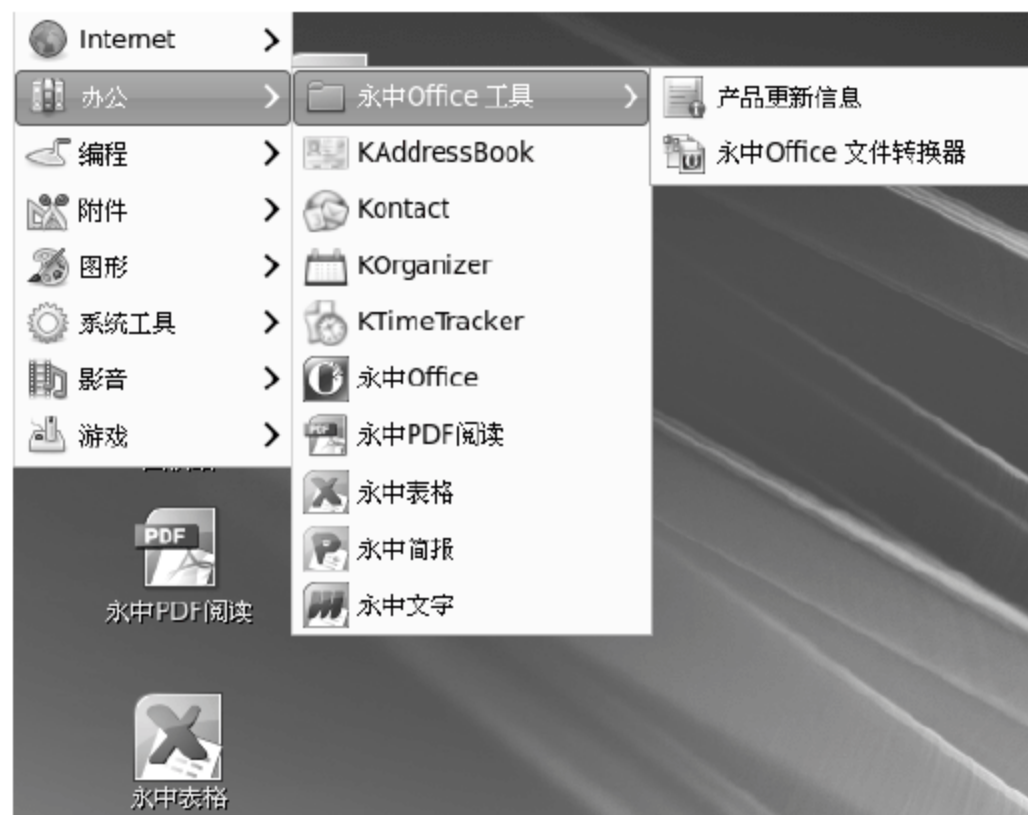 Internet
办公
编程
附件
图形
系统工具
影音
游戏
永中Office 工具
KAddressBook
Kontact
KOrganizer
KTimeTracker
永中Office
永中PDF阅读
永中表格
永中简报
永中文字
产品更新信息
永中Office 文件转换器
PDF
永中PDF阅读
永中表格